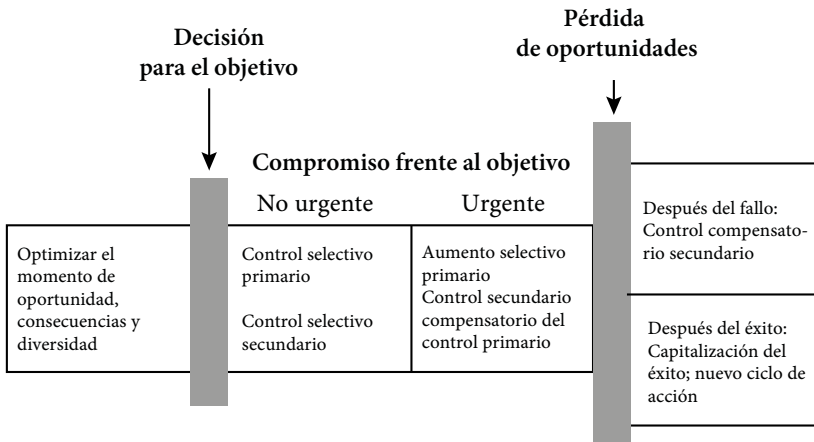 Decisión
para el objetivo
Pérdida
de oportunidades
Compromiso frente al objetivo
No urgente
Urgente
Optimizar el
momento de
oportunidad,
consecuencias y
diversidad
Control selectivo
primario
Control selectivo
secundario
Aumento selectivo
primario
Control secundario
compensatorio del
control primario
Después del fallo:
Control compensato-
rio secundario
Después del éxito:
Capitalización del
éxito; nuevo ciclo de
acción